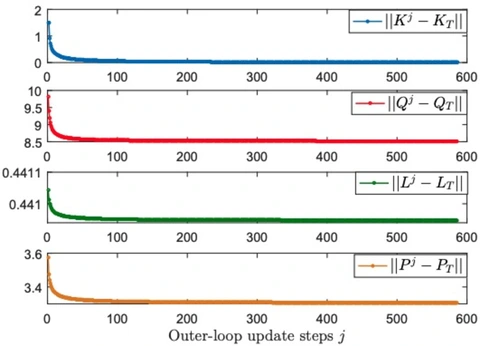 2
1
0
||K^j − K_T||
0 100 200 300 400 500 600
10
9.5
9
8.5
||Q^j − Q_T||
0 100 200 300 400 500 600
0.4411
0.441
||L^j − L_T||
0 100 200 300 400 500 600
3.6
3.4
||P^j − P_T||
0 100 200 300 400 500 600
Outer-loop update steps j